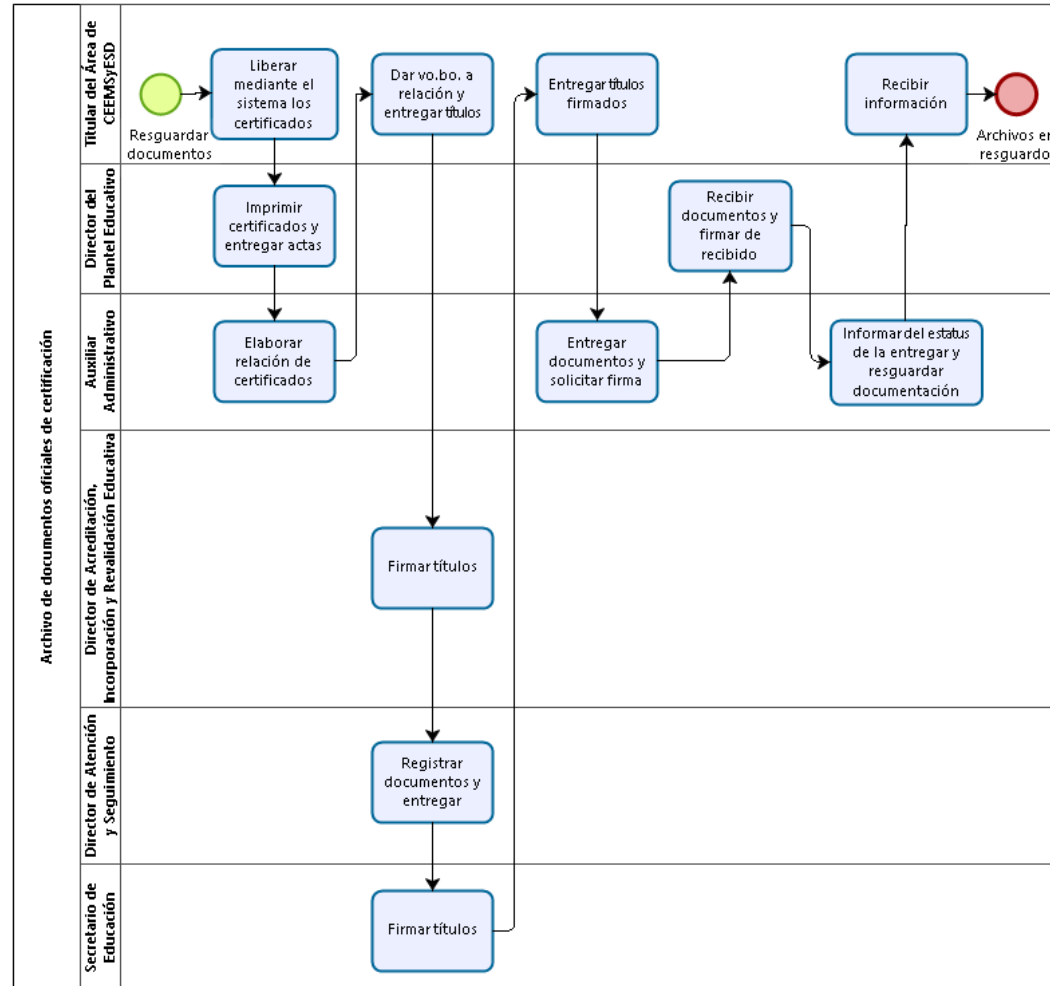 Archivo de documentos oficiales de certificación
Titular del Área de
CEEMSyESD
Resguardar
documentos
Liberar
mediante el
sistema los
certificados
Dar vo.bo. a
relación y
entregar títulos
Entregar títulos
firmados
Recibir
información
Archivos en
resguardo
Director del
Plantel Educativo
Imprimir
certificados y
entregar actas
Recibir
documentos y
firmar de
recibido
Auxiliar
Administrativo
Elaborar
relación de
certificados
Entregar
documentos y
solicitar firma
Informar del estatus
de la entregar y
resguardar
documentación
Director de Acreditación,
Incorporación y Revalidación Educativa
Firmar títulos
Director de Atención
y Seguimiento
Registrar
documentos y
entregar
Secretario de
Educación
Firmar títulos